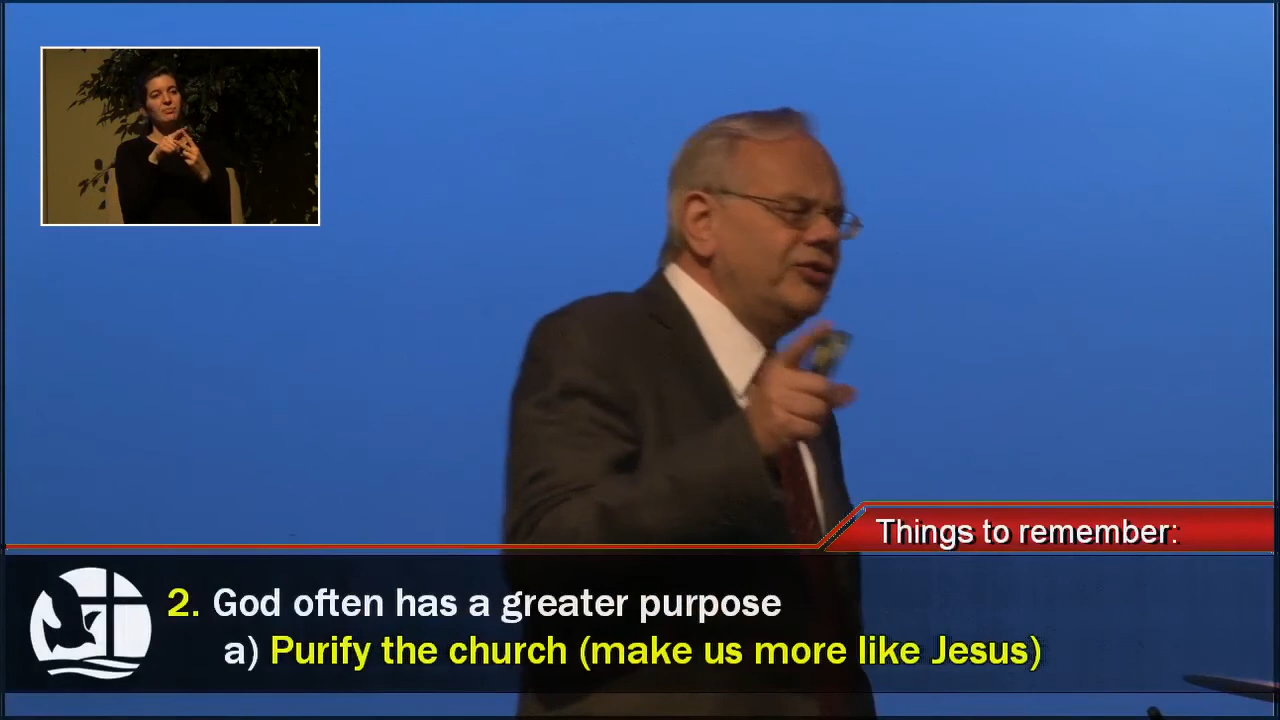 Things to remember:
2. God often has a greater purpose
a) Purify the church (make us more like Jesus)